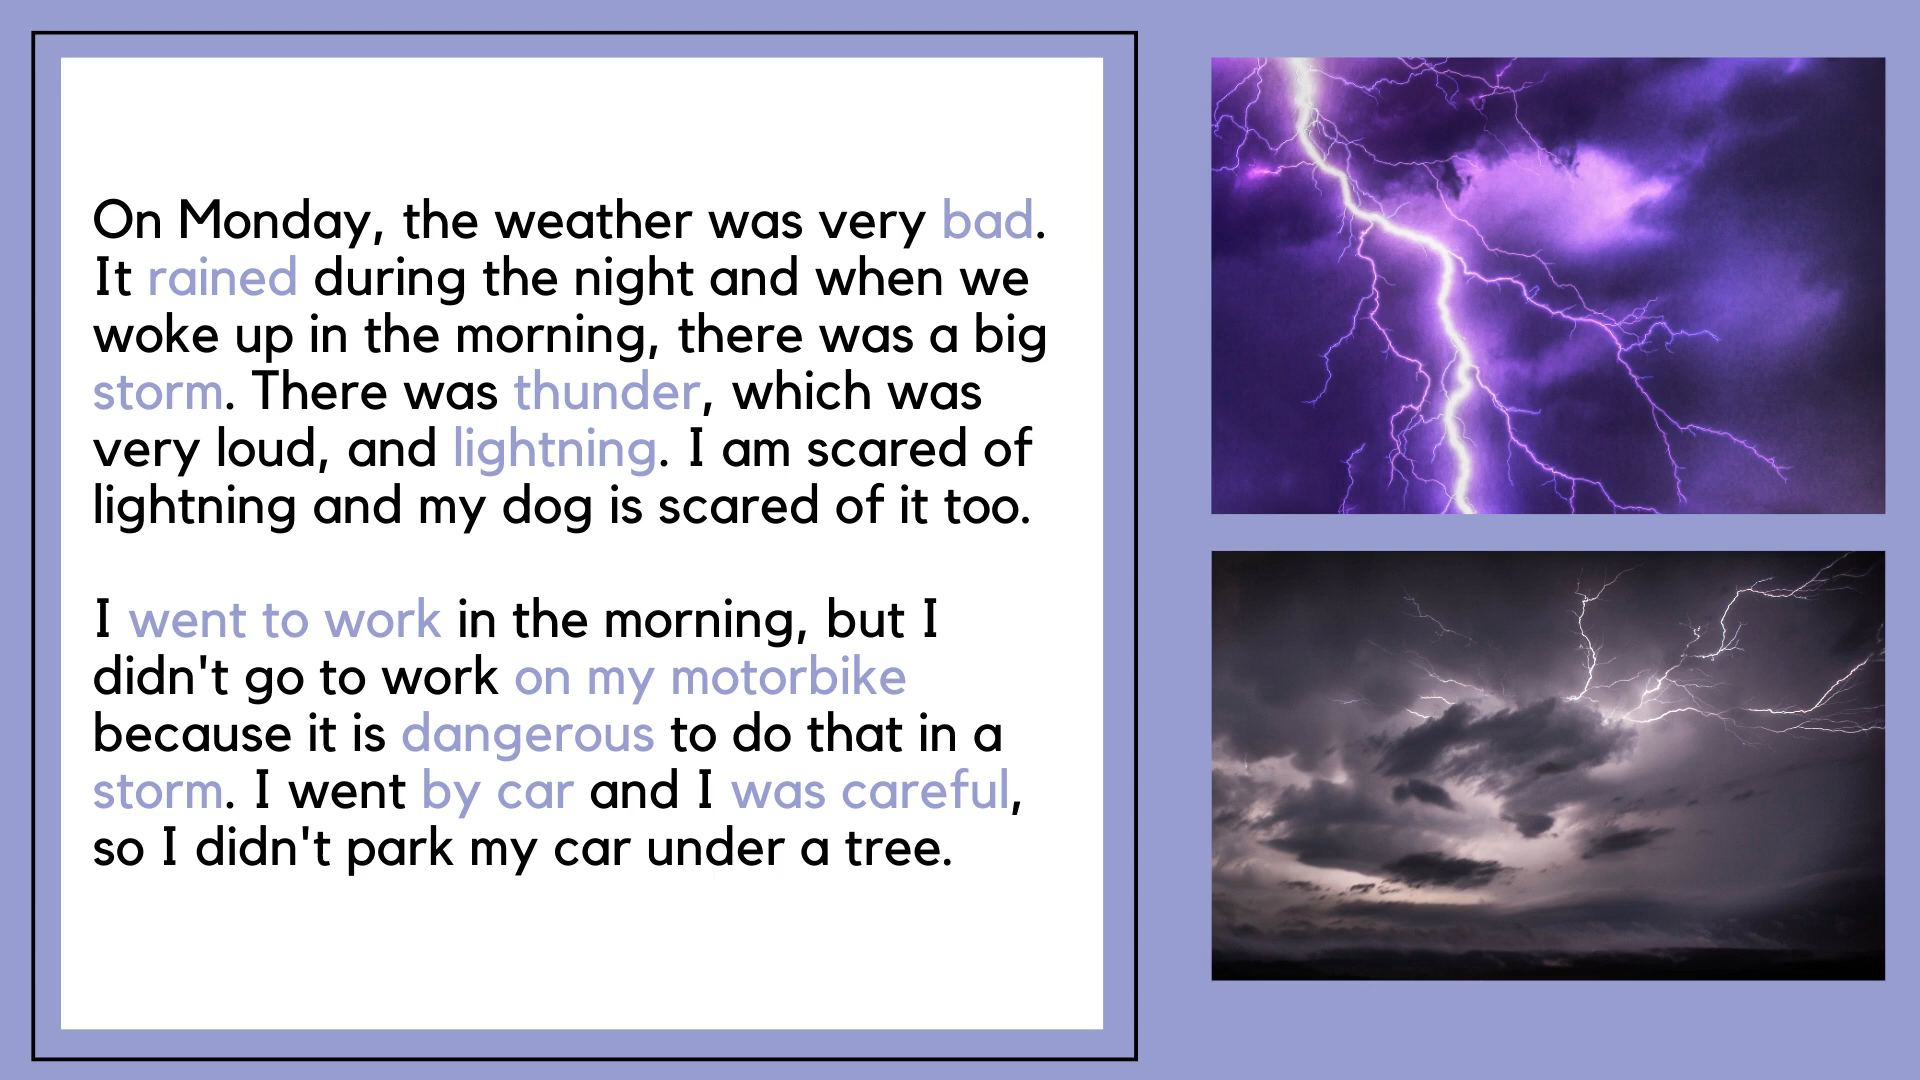 On Monday, the weather was very bad.
It rained during the night and when we
woke up in the morning, there was a big
storm. There was thunder, which was
very loud, and lightning. I am scared of
lightning and my dog is scared of it too.
I went to work in the morning, but I
didn't go to work on my motorbike
because it is dangerous to do that in a
storm. I went by car and I was careful,
so I didn't park my car under a tree.